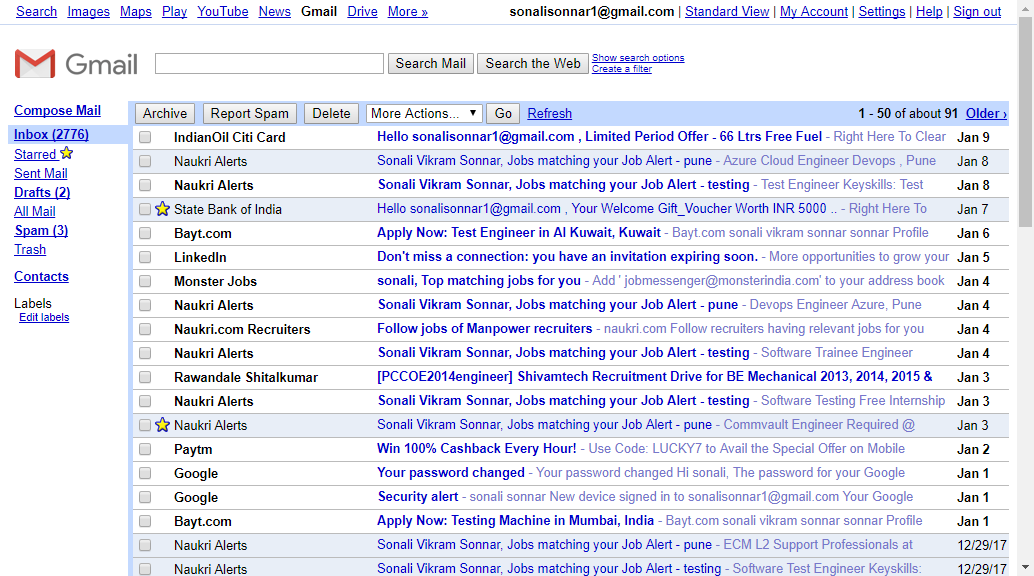 Search Images Maps Play YouTube News Gmail Drive More » sonalisonnar1@gmail.com | Standard View | My Account | Settings | Help | Sign out
Gmail Search Mail Search the Web Show search options
Create a filter
Compose Mail
Inbox (2776)
Starred
Sent Mail
Drafts (2)
All Mail
Spam (3)
Trash
Contacts
Labels
Edit labels
Archive Report Spam Delete More Actions... Go Refresh 1 - 50 of about 91 Older ›
IndianOil Citi Card Hello sonalisonnar1@gmail.com , Limited Period Offer - 66 Ltrs Free Fuel - Right Here To Clear Jan 9
Naukri Alerts Sonali Vikram Sonnar, Jobs matching your Job Alert - pune - Azure Cloud Engineer Devops , Pune Jan 8
Naukri Alerts Sonali Vikram Sonnar, Jobs matching your Job Alert - testing - Test Engineer Keyskills: Test Jan 8
State Bank of India Hello sonalisonnar1@gmail.com , Your Welcome Gift_Voucher Worth INR 5000 .. - Right Here To Jan 7
Bayt.com Apply Now: Test Engineer in Al Kuwait, Kuwait - Bayt.com sonali vikram sonnar sonnar Profile Jan 6
LinkedIn Don't miss a connection: you have an invitation expiring soon. - More opportunities to grow your Jan 5
Monster Jobs sonali, Top matching jobs for you - Add ' jobmessenger@monsterindia.com' to your address book Jan 4
Naukri Alerts Sonali Vikram Sonnar, Jobs matching your Job Alert - pune - Devops Engineer Azure, Pune Jan 4
Naukri.com Recruiters Follow jobs of Manpower recruiters - naukri.com Follow recruiters having relevant jobs for you Jan 4
Naukri Alerts Sonali Vikram Sonnar, Jobs matching your Job Alert - testing - Software Trainee Engineer Jan 4
Rawandale Shitalkumar [PCCOE2014engineer] Shivamtech Recruitment Drive for BE Mechanical 2013, 2014, 2015 & Jan 3
Naukri Alerts Sonali Vikram Sonnar, Jobs matching your Job Alert - testing - Software Testing Free Internship Jan 3
Naukri Alerts Sonali Vikram Sonnar, Jobs matching your Job Alert - pune - Commvault Engineer Required @ Jan 3
Paytm Win 100% Cashback Every Hour! - Use Code: LUCKY7 to Avail the Special Offer on Mobile Jan 2
Google Your password changed - Your password changed Hi sonali, The password for your Google Jan 1
Google Security alert - sonali sonnar New device signed in to sonalisonnar1@gmail.com Your Google Jan 1
Bayt.com Apply Now: Testing Machine in Mumbai, India - Bayt.com sonali vikram sonnar sonnar Profile Jan 1
Naukri Alerts Sonali Vikram Sonnar, Jobs matching your Job Alert - pune - ECM L2 Support Professionals at 12/29/17
Naukri Alerts Sonali Vikram Sonnar, Jobs matching your Job Alert - testing - Software Test Engineer Keyskills: 12/29/17